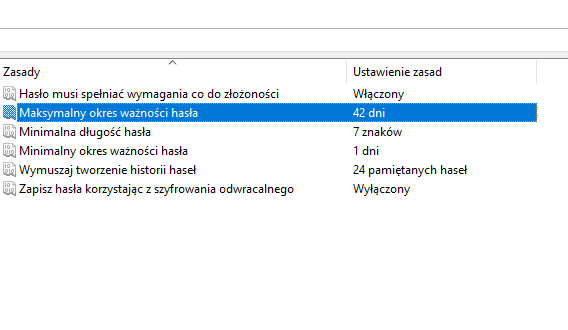 Zasady Ustawienie zasad
Hasło musi spełniać wymagania co do złożoności Włączony
Maksymalny okres ważności hasła 42 dni
Minimalna długość hasła 7 znaków
Minimalny okres ważności hasła 1 dni
Wymuszaj tworzenie historii haseł 24 pamiętanych haseł
Zapisz hasła korzystając z szyfrowania odwracalnego Wyłączony